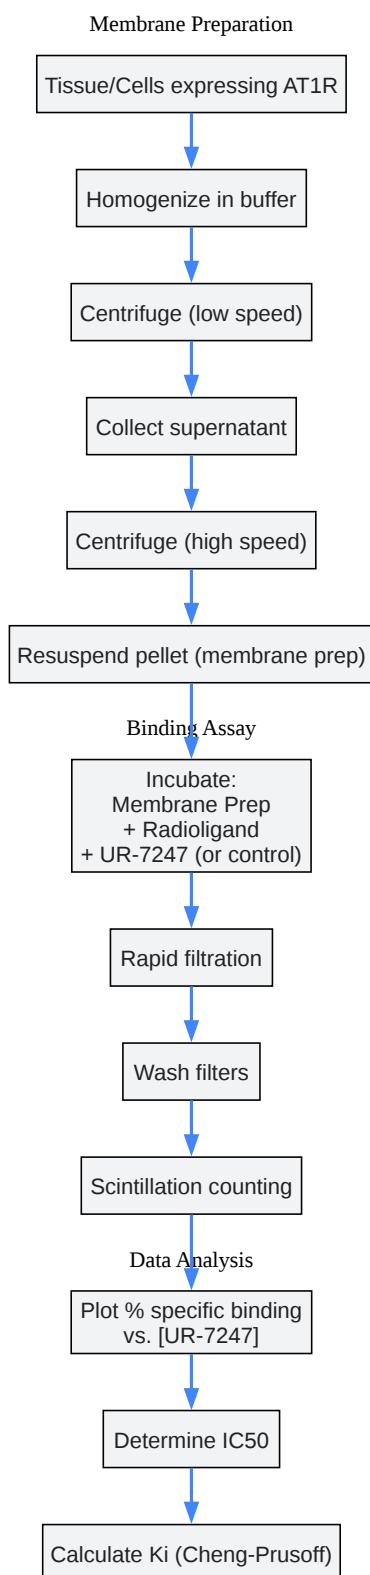 Membrane Preparation
Tissue/Cells expressing AT1R
Homogenize in buffer
Centrifuge (low speed)
Collect supernatant
Centrifuge (high speed)
Resuspend pellet (membrane prep)
Binding Assay
Incubate:
Membrane Prep
+ Radioligand
+ UR-7247 (or control)
Rapid filtration
Wash filters
Scintillation counting
Data Analysis
Plot % specific binding
vs. [UR-7247]
Determine IC50
Calculate Ki (Cheng-Prusoff)